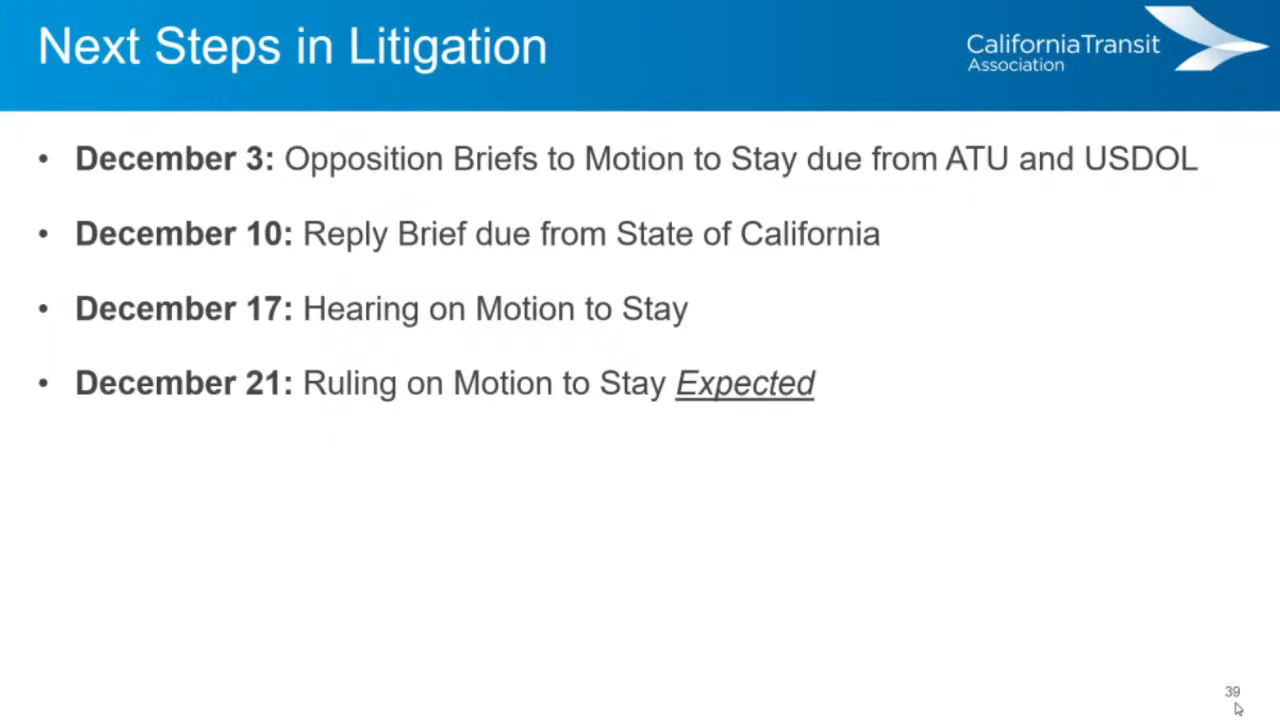 Next Steps in Litigation
CaliforniaTransit
Association
• December 3: Opposition Briefs to Motion to Stay due from ATU and USDOL
• December 10: Reply Brief due from State of California
• December 17: Hearing on Motion to Stay
• December 21: Ruling on Motion to Stay Expected
39